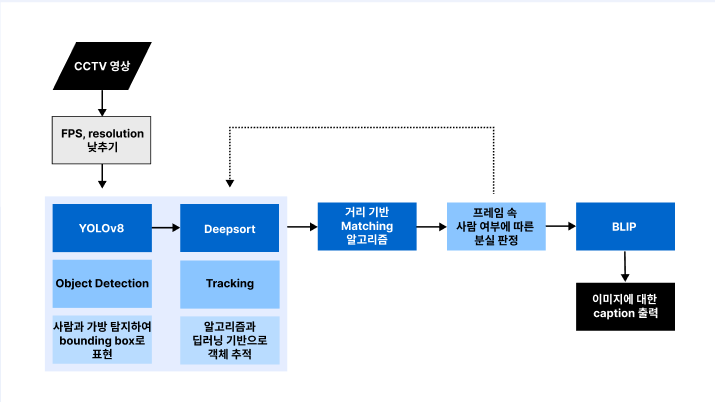 CCTV 영상
FPS, resolution
낮추기
YOLOv8
Object Detection
사람과 가방 탐지하여
bounding box로
표현
Deepsort
Tracking
알고리즘과
딥러닝 기반으로
객체 추적
거리 기반
Matching
알고리즘
프레임 속
사람 여부에 따른
분실 판정
BLIP
이미지에 대한
caption 출력